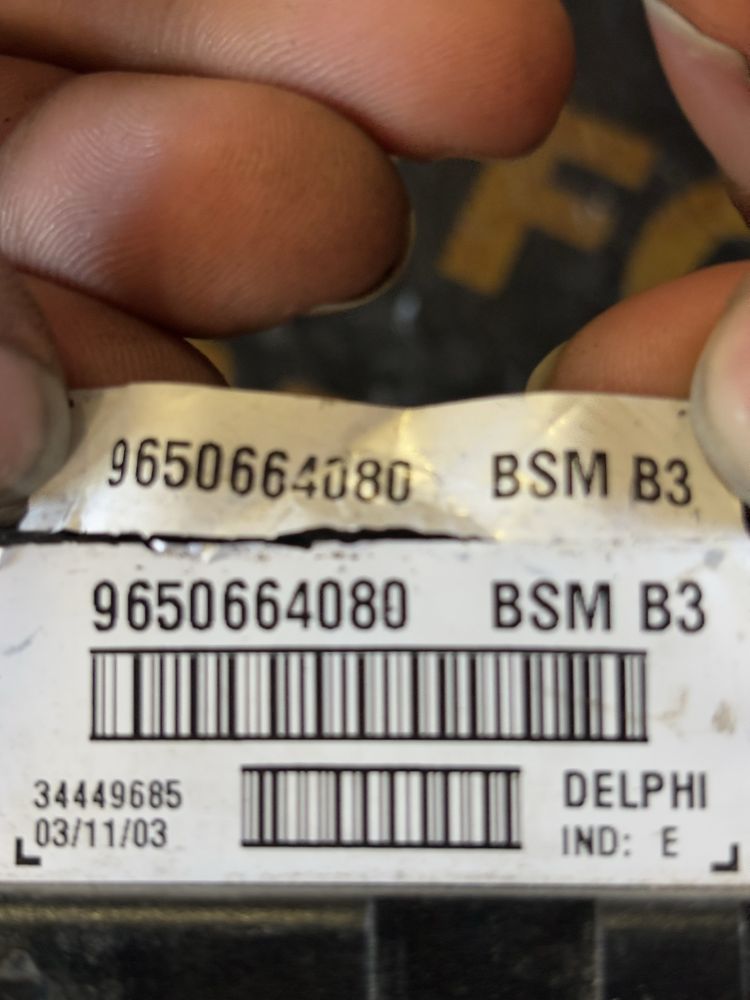 9650664080 BSM B3
9650664080 BSM B3
34449685
03/11/03
DELPHI
IND: E